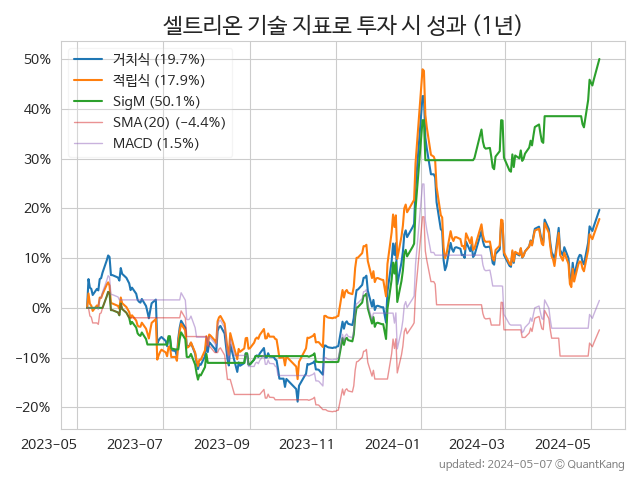 셀트리온 기술 지표로 투자 시 성과 (1년)
거치식 (19.7%)
적립식 (17.9%)
SigM (50.1%)
SMA(20) (−4.4%)
MACD (1.5%)
50%
40%
30%
20%
10%
0%
−10%
−20%
2023-05 2023-07 2023-09 2023-11 2024-01 2024-03 2024-05
updated: 2024-05-07 ⓒ QuantKang